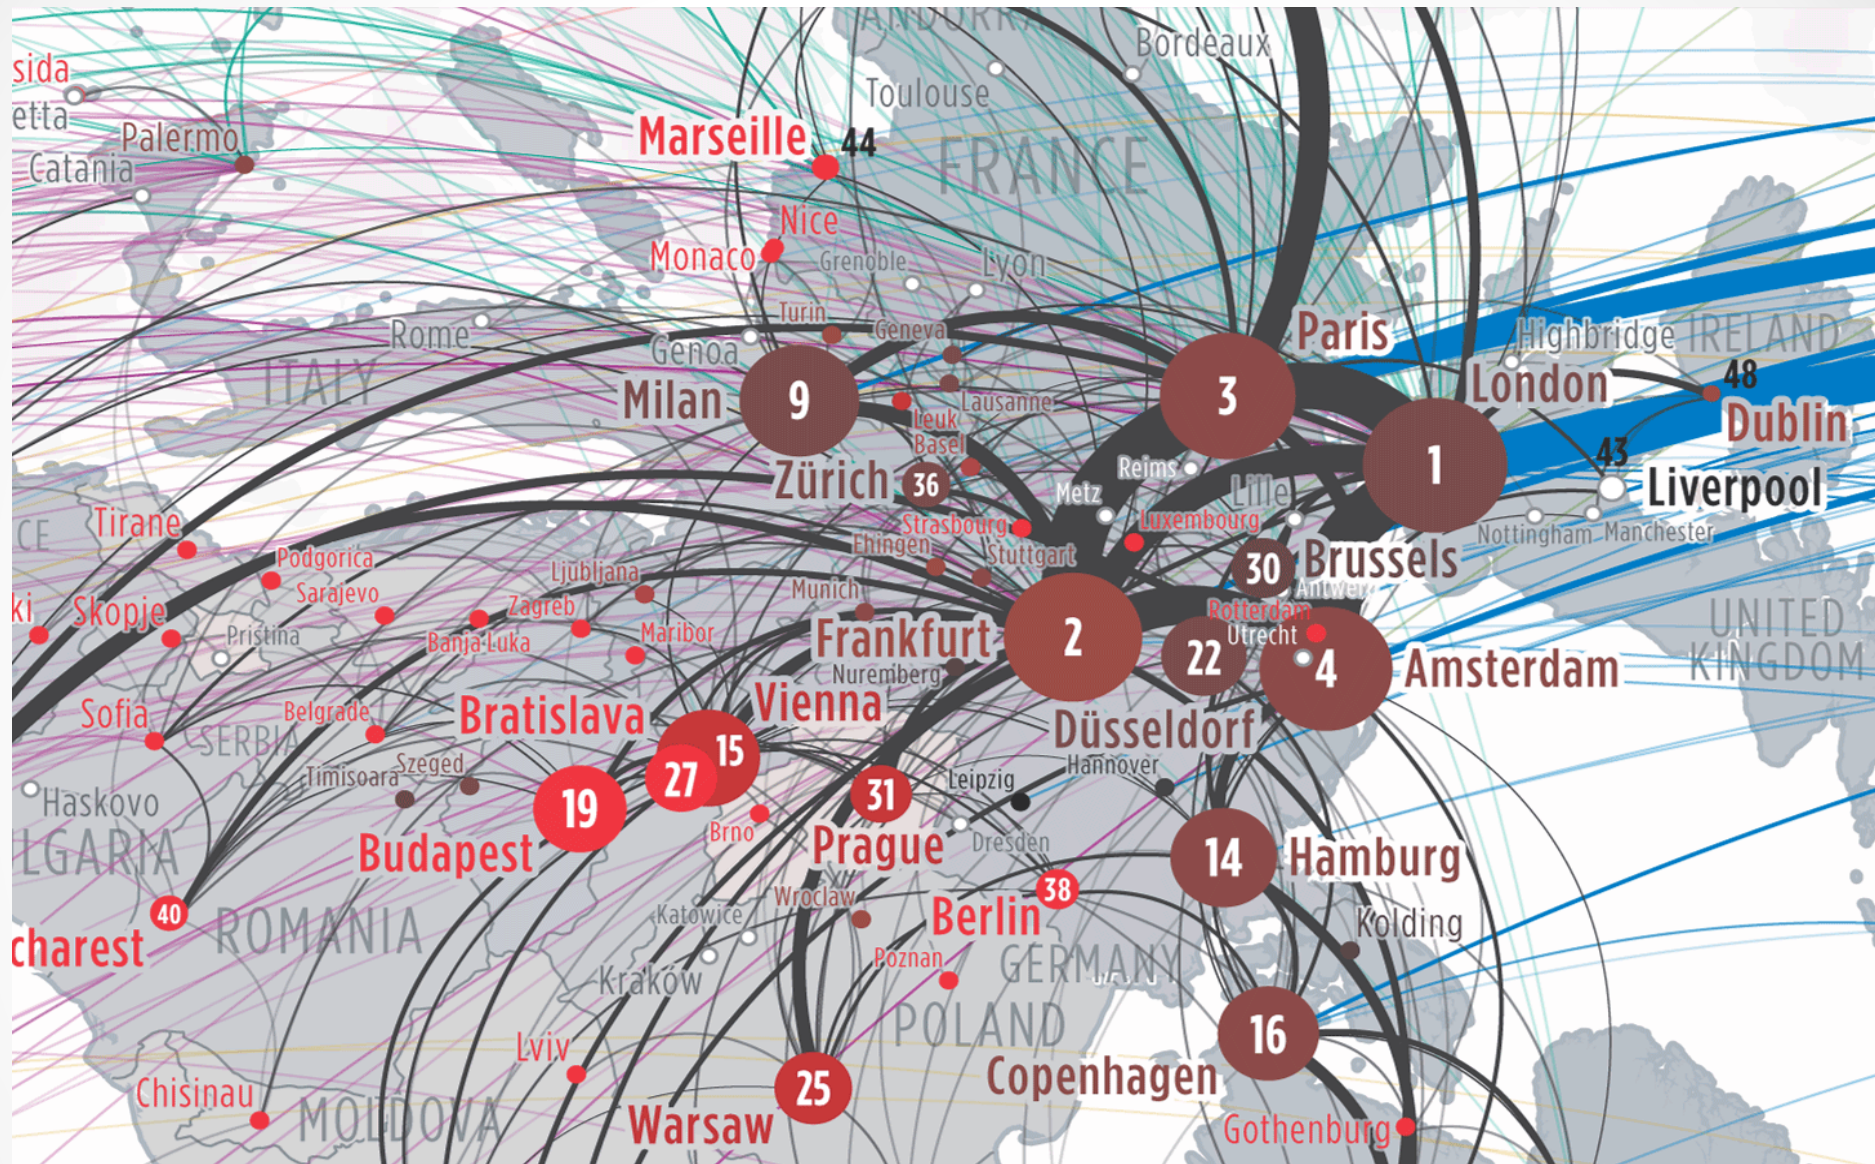 ANDORRA
Bordeaux
sida
Toulouse
etta
Palermo
Marseille 44
Catania
FRANCE
Nice
Monaco
Grenoble
Lyon
Turin
Rome
Genoa
Geneva
Paris
Highbridge
IRELAND
ITALY
Milan
9
3
London
48
Lausanne
Leuk
Dublin
Basel
43
Zürich
36
Reims
1
Liverpool
Metz
Lille
Tirane
Strasbourg
Luxembourg
Nottingham
Manchester
CE
Ehingen
Stuttgart
Podgorica
Ljubljana
30
Brussels
Sarajevo
Munich
ki
Skopje
Zagreb
Rotterdam
UNITED
KINGDOM
Pristina
Banja Luka
Maribor
Frankfurt
2
Utrecht
22
4
Amsterdam
Nuremberg
Sofia
Belgrade
Bratislava
Vienna
Düsseldorf
SERBIA
15
Timisoara
Szeged
27
Leipzig
Hannover
Haskovo
19
31
Brno
LGARIA
Budapest
Prague
Dresden
14
Hamburg
40
ROMANIA
Katowice
Wroclaw
38
Berlin
Kolding
charest
Poznan
GERMANY
Kraków
POLAND
16
Lviv
Copenhagen
Chisinau
MOLDOVA
25
Warsaw
Gothenburg